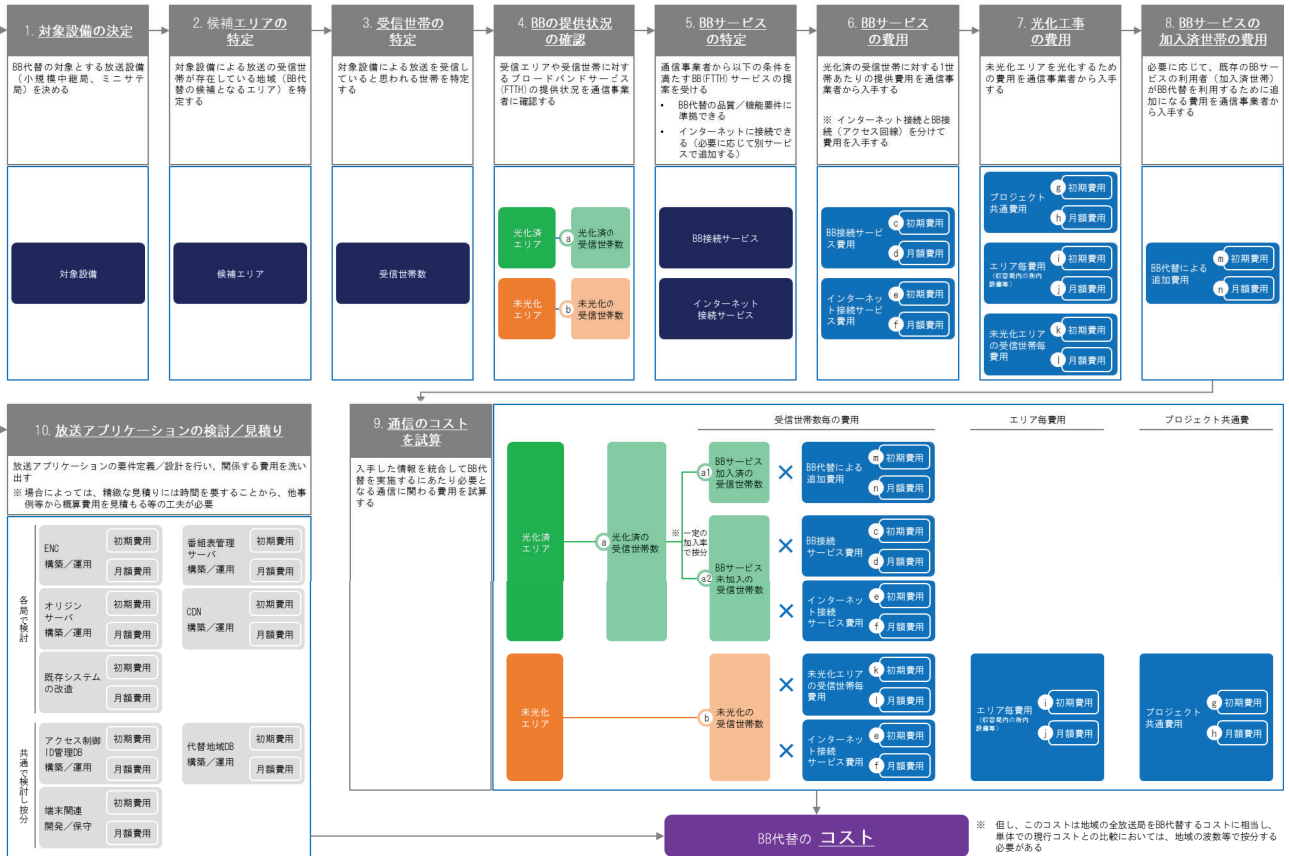 1. 対象設備の決定
BB代替の対象とする放送設備
（小規模中継局、ミニサテ
局）を決める
対象設備
2. 候補エリアの
特定
対象設備による放送の受信世
帯が存在している地域（BB代
替の候補となるエリア）を特
定する
候補エリア
3. 受信世帯の
特定
対象設備による放送を受信し
ていると思われる世帯を特定
する
受信世帯数
4. BBの提供状況
の確認
受信エリアや受信世帯に対す
るブロードバンドサービス
(FTTH)の提供状況を通信事業
者に確認する
光化済
エリア
a
光化済の
受信世帯数
未光化
エリア
b
未光化の
受信世帯数
5. BBサービス
の特定
通信事業者から以下の条件を
満たすBB(FTTH)サービスの提
案を受ける
• BB代替の品質／機能要件に
準拠できる
• インターネットに接続でき
る（必要に応じて別サービ
スで追加する）
BB接続サービス
インターネット
接続サービス
6. BBサービス
の費用
光化済の受信世帯に対する1世
帯あたりの提供費用を通信事
業者から入手する
※ インターネット接続とBB接
続（アクセス回線）を分けて
費用を入手する
BB接続サービ
ス費用
c 初期費用
d 月額費用
インターネッ
ト接続サービ
ス費用
e 初期費用
f 月額費用
7. 光化工事
の費用
未光化エリアを光化するため
の費用を通信事業者から入手
する
プロジェクト
共通費用
g 初期費用
h 月額費用
エリア毎費用
（収容局内の所内
設備等）
i 初期費用
j 月額費用
未光化エリア
の受信世帯毎
費用
k 初期費用
l 月額費用
8. BBサービスの
加入済世帯の費用
必要に応じて、既存のBBサー
ビスの利用者（加入済世帯）
がBB代替を利用するために追
加になる費用を通信事業者か
ら入手する
BB代替による
追加費用
m 初期費用
n 月額費用
9. 通信のコスト
を試算
入手した情報を統合してBB代
替を実施するにあたり必要と
なる通信に関わる費用を試算
する
受信世帯数毎の費用
エリア毎費用
プロジェクト共通費
光化済
エリア
a
光化済の
受信世帯数
※ 一定の
加入率
で按分
a1
BBサービス
加入済の
受信世帯数
×
BB代替による
追加費用
m 初期費用
n 月額費用
a2
BBサービス
未加入の
受信世帯数
×
BB接続
サービス費用
c 初期費用
d 月額費用
×
インターネッ
ト接続
サービス費用
e 初期費用
f 月額費用
未光化
エリア
b
未光化の
受信世帯数
×
未光化エリア
の受信世帯毎
費用
k 初期費用
l 月額費用
×
インターネッ
ト接続
サービス費用
e 初期費用
f 月額費用
エリア毎費用
（収容局内の所内
設備等）
i 初期費用
j 月額費用
プロジェクト
共通費用
g 初期費用
h 月額費用
10. 放送アプリケーションの検討／見積り
放送アプリケーションの要件定義／設計を行い、関係する費用を洗い
出す
※ 場合によっては、精緻な見積りには時間を要することから、他事
例等から概算費用を見積もる等の工夫が必要
各局で検討
ENC
構築／運用
初期費用
月額費用
番組表管理
サーバ
構築／運用
初期費用
月額費用
オリジン
サーバ
構築／運用
初期費用
月額費用
CDN
構築／運用
初期費用
月額費用
既存システム
の改造
初期費用
月額費用
共通で検討し按分
アクセス制御
ID管理DB
構築／運用
初期費用
月額費用
代替地域DB
構築／運用
初期費用
月額費用
端末関連
開発／保守
初期費用
月額費用
BB代替の コスト
※ 但し、このコストは地域の全放送局をBB代替するコストに相当し、
単体での現行コストとの比較においては、地域の波数等で按分する
必要がある